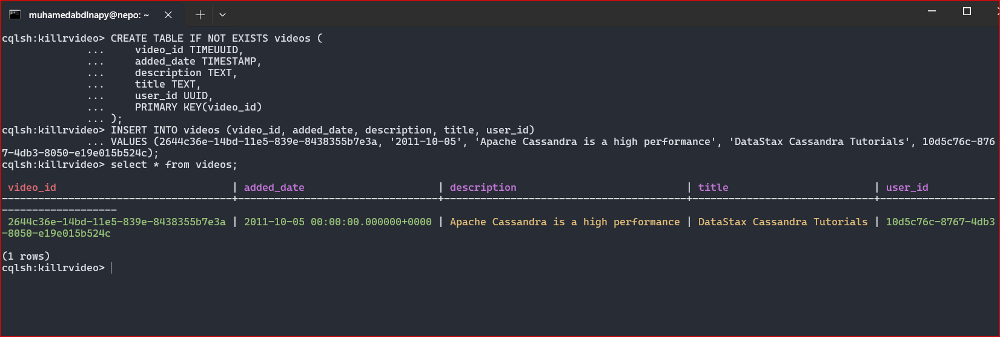 muhamedabdlnapy@nepo: ~
cqlsh:killrvideo> CREATE TABLE IF NOT EXISTS videos (
              ...     video_id TIMEUUID,
              ...     added_date TIMESTAMP,
              ...     description TEXT,
              ...     title TEXT,
              ...     user_id UUID,
              ...     PRIMARY KEY(video_id)
              ... );
cqlsh:killrvideo> INSERT INTO videos (video_id, added_date, description, title, user_id)
              ... VALUES (2644c36e-14bd-11e5-839e-8438355b7e3a, '2011-10-05', 'Apache Cassandra is a high performance', 'DataStax Cassandra Tutorials', 10d5c76c-876
7-4db3-8050-e19e015b524c);
cqlsh:killrvideo> select * from videos;
 video_id                             | added_date                      | description                            | title                        | user_id
--------------------------------------+---------------------------------+----------------------------------------+------------------------------+-------------------
-------------------
 2644c36e-14bd-11e5-839e-8438355b7e3a | 2011-10-05 00:00:00.000000+0000 | Apache Cassandra is a high performance | DataStax Cassandra Tutorials | 10d5c76c-8767-4db3
-8050-e19e015b524c
(1 rows)
cqlsh:killrvideo>